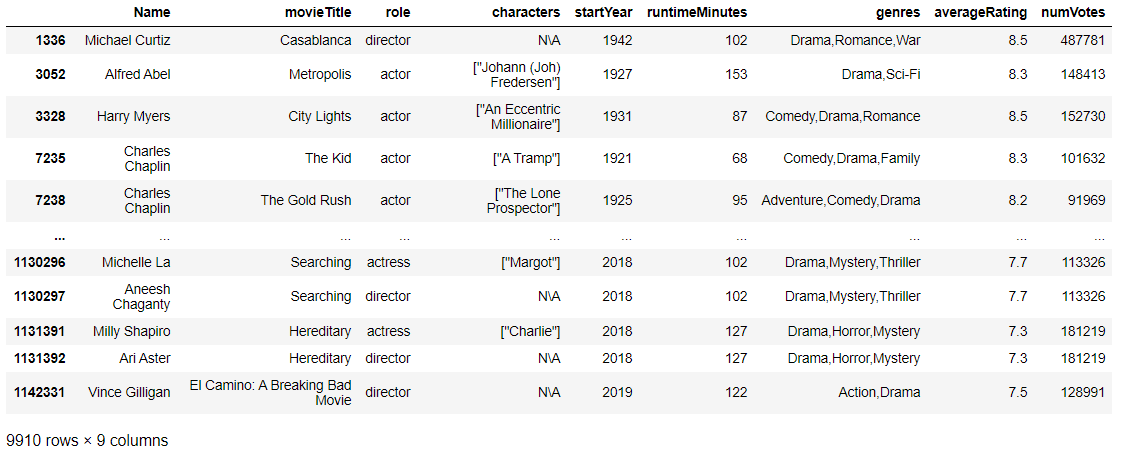 Name movieTitle role characters startYear runtimeMinutes genres averageRating numVotes
1336 Michael Curtiz Casablanca director N\A 1942 102 Drama,Romance,War 8.5 487781
3052 Alfred Abel Metropolis actor ["Johann (Joh) Fredersen"] 1927 153 Drama,Sci-Fi 8.3 148413
3328 Harry Myers City Lights actor ["An Eccentric Millionaire"] 1931 87 Comedy,Drama,Romance 8.5 152730
7235 Charles Chaplin The Kid actor ["A Tramp"] 1921 68 Comedy,Drama,Family 8.3 101632
7238 Charles Chaplin The Gold Rush actor ["The Lone Prospector"] 1925 95 Adventure,Comedy,Drama 8.2 91969
... ... ... ... ... ... ... ... ... ...
1130296 Michelle La Searching actress ["Margot"] 2018 102 Drama,Mystery,Thriller 7.7 113326
1130297 Aneesh Chaganty Searching director N\A 2018 102 Drama,Mystery,Thriller 7.7 113326
1131391 Milly Shapiro Hereditary actress ["Charlie"] 2018 127 Drama,Horror,Mystery 7.3 181219
1131392 Ari Aster Hereditary director N\A 2018 127 Drama,Horror,Mystery 7.3 181219
1142331 Vince Gilligan El Camino: A Breaking Bad Movie director N\A 2019 122 Action,Drama 7.5 128991
9910 rows × 9 columns